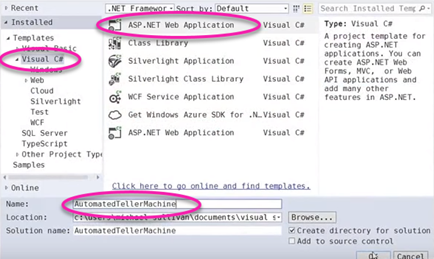 Recent
.NET Framewor
Sort by:
Default
Search Installed Tem
Installed
Templates
Visual Basic
Visual C#
Windows
Web
Cloud
Silverlight
Test
WCF
SQL Server
TypeScript
Other Project Type
Samples
Online
ASP.NET Web Application Visual C#
Class Library Visual C#
Silverlight Application Visual C#
Silverlight Class Library Visual C#
WCF Service Application Visual C#
Get Windows Azure SDK for .N… Visual C#
ASP.NET Web Application Visual C#
Click here to go online and find templates.
Type: Visual C#
A project template for
creating ASP.NET
applications. You can
create ASP.NET Web
Forms, MVC, or Web
API applications and
add many other
features in ASP.NET.
Name: AutomatedTellerMachine
Location: c:\users\michael sullivan\documents\visual s
Browse...
Solution name: AutomatedTellerMachine
Create directory for solution
Add to source control
Cancel